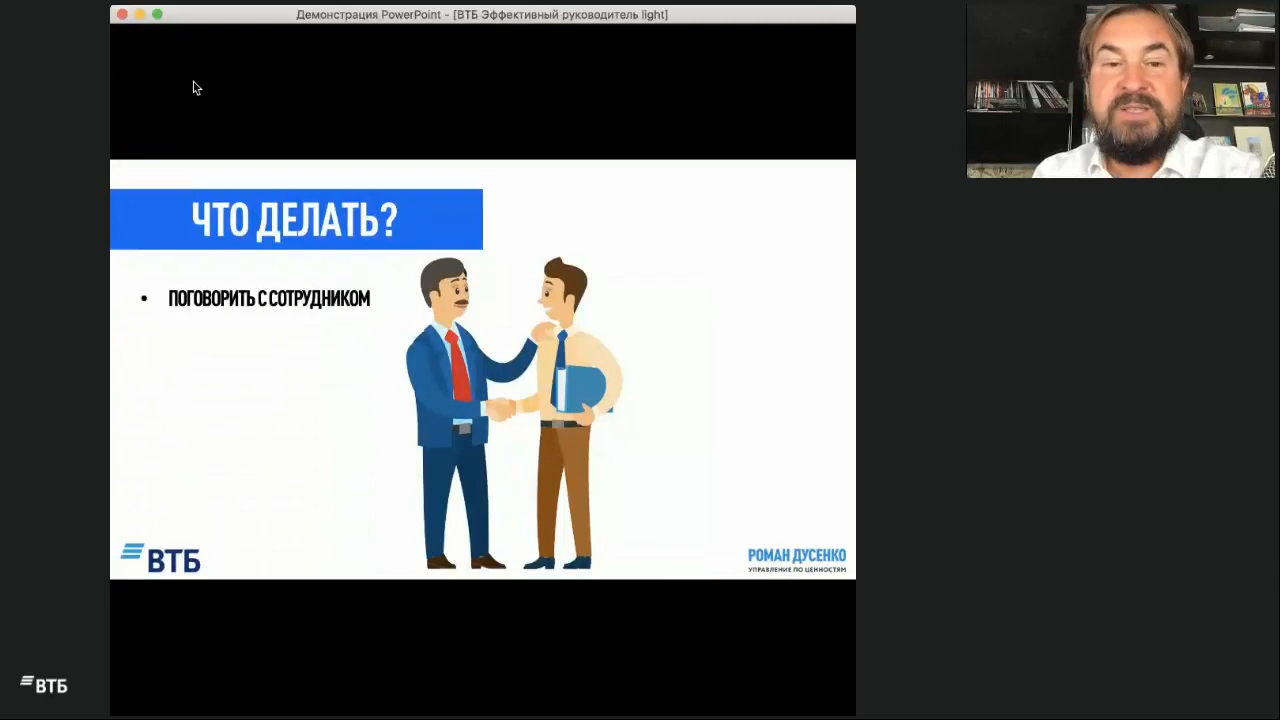 Демонстрация PowerPoint - [ВТБ Эффективный руководитель light]
ЧТО ДЕЛАТЬ?
• ПОГОВОРИТЬ С СОТРУДНИКОМ
ВТБ
РОМАН ДУСЕНКО
УПРАВЛЕНИЕ ПО ЦЕННОСТЯМ
ВТБ